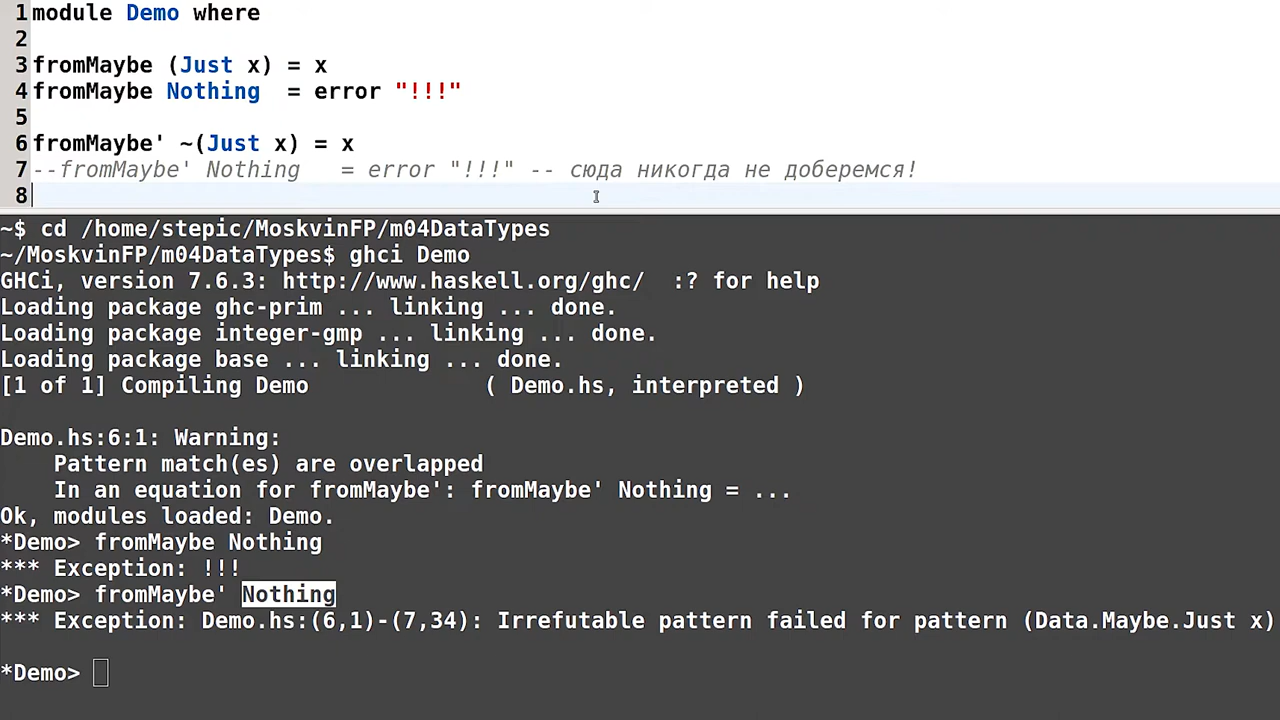 1 module Demo where
2
3 fromMaybe (Just x) = x
4 fromMaybe Nothing  = error "!!!"
5
6 fromMaybe' ~(Just x) = x
7 --fromMaybe' Nothing   = error "!!!" -- сюда никогда не доберемся!
8
~$ cd /home/stepic/MoskvinFP/m04DataTypes
~/MoskvinFP/m04DataTypes$ ghci Demo
GHCi, version 7.6.3: http://www.haskell.org/ghc/  :? for help
Loading package ghc-prim ... linking ... done.
Loading package integer-gmp ... linking ... done.
Loading package base ... linking ... done.
[1 of 1] Compiling Demo             ( Demo.hs, interpreted )
Demo.hs:6:1: Warning:
    Pattern match(es) are overlapped
    In an equation for fromMaybe': fromMaybe' Nothing = ...
Ok, modules loaded: Demo.
*Demo> fromMaybe Nothing
*** Exception: !!!
*Demo> fromMaybe' Nothing
*** Exception: Demo.hs:(6,1)-(7,34): Irrefutable pattern failed for pattern (Data.Maybe.Just x)
*Demo>